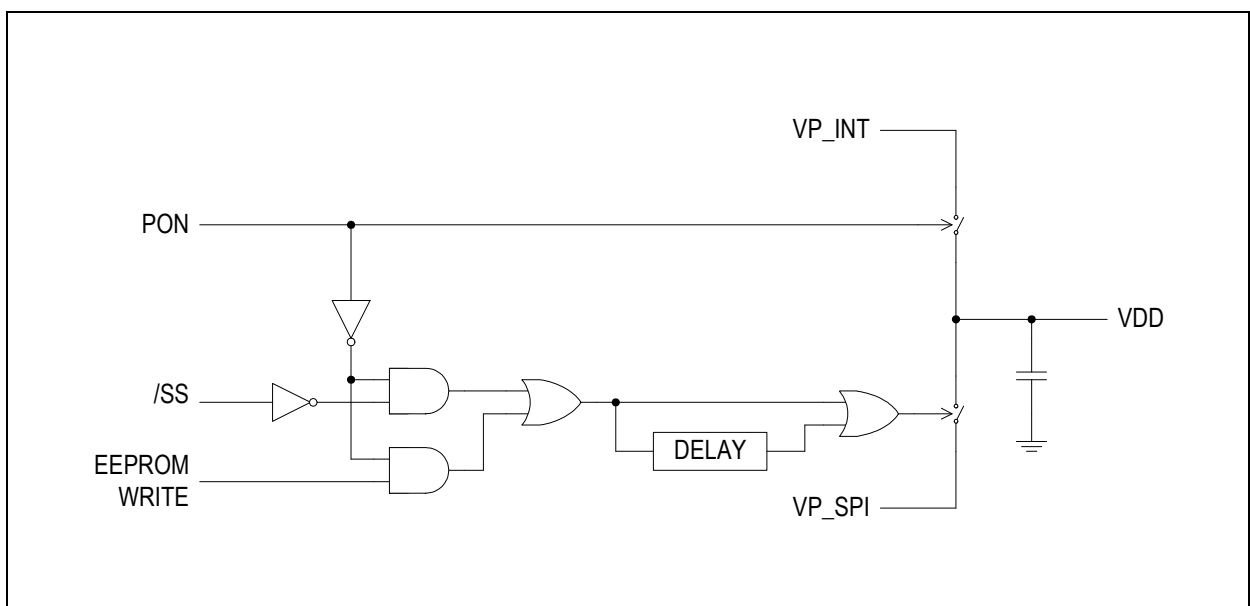 VP_INT
PON
VDD
/SS
EEPROM
WRITE
DELAY
VP_SPI